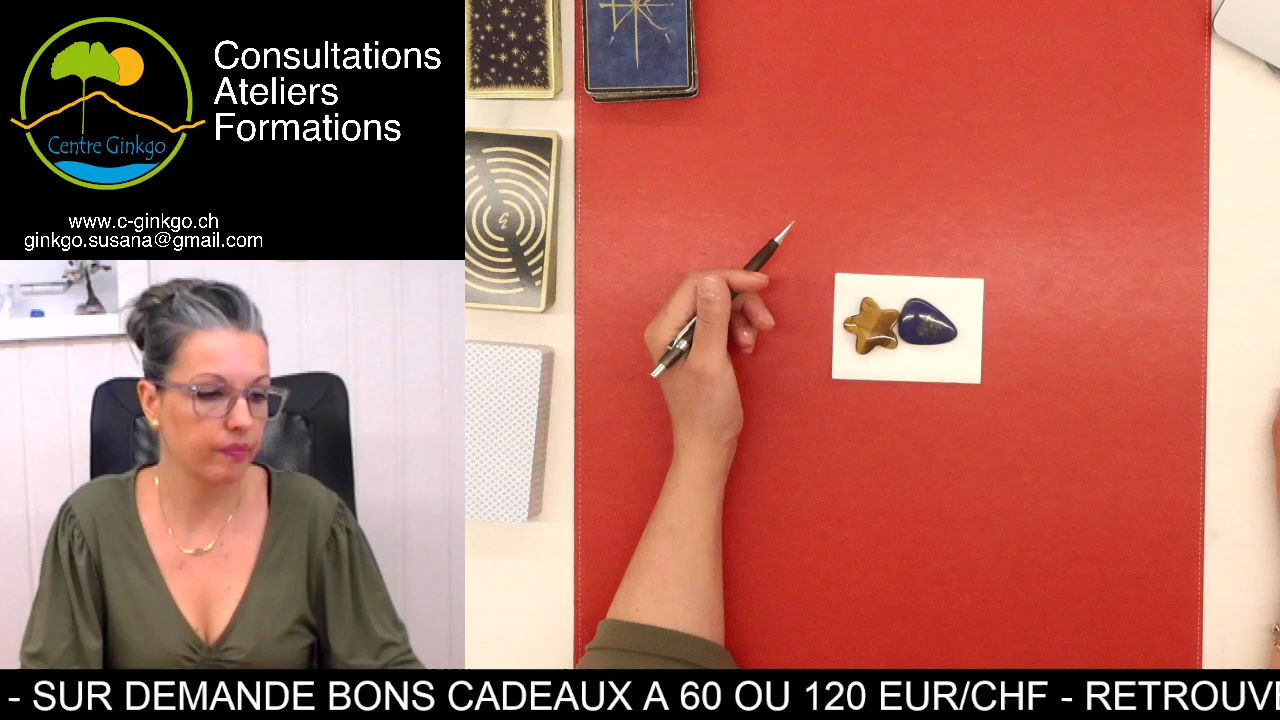 Consultations
Ateliers
Formations
Centre Ginkgo
www.c-ginkgo.ch
ginkgo.susana@gmail.com
- SUR DEMANDE BONS CADEAUX A 60 OU 120 EUR/CHF - RETROUVE